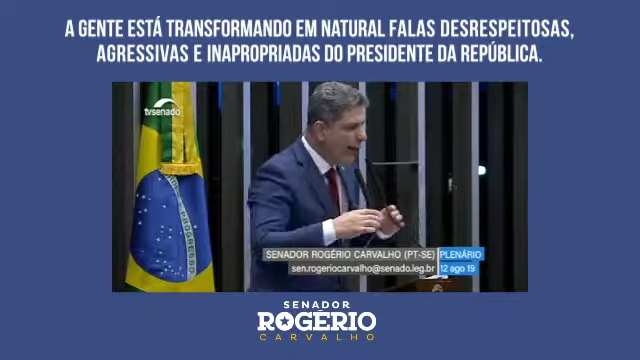 A GENTE ESTÁ TRANSFORMANDO EM NATURAL FALAS DESRESPEITOSAS,
AGRESSIVAS E INAPROPRIADAS DO PRESIDENTE DA REPÚBLICA.
tvsenado
PROGRESSO
SENADOR ROGÉRIO CARVALHO (PT-SE) PLENÁRIO
sen.rogeriocarvalho@senado.leg.br 12 ago 19
SENADOR
ROGÉRIO
CARVALHO